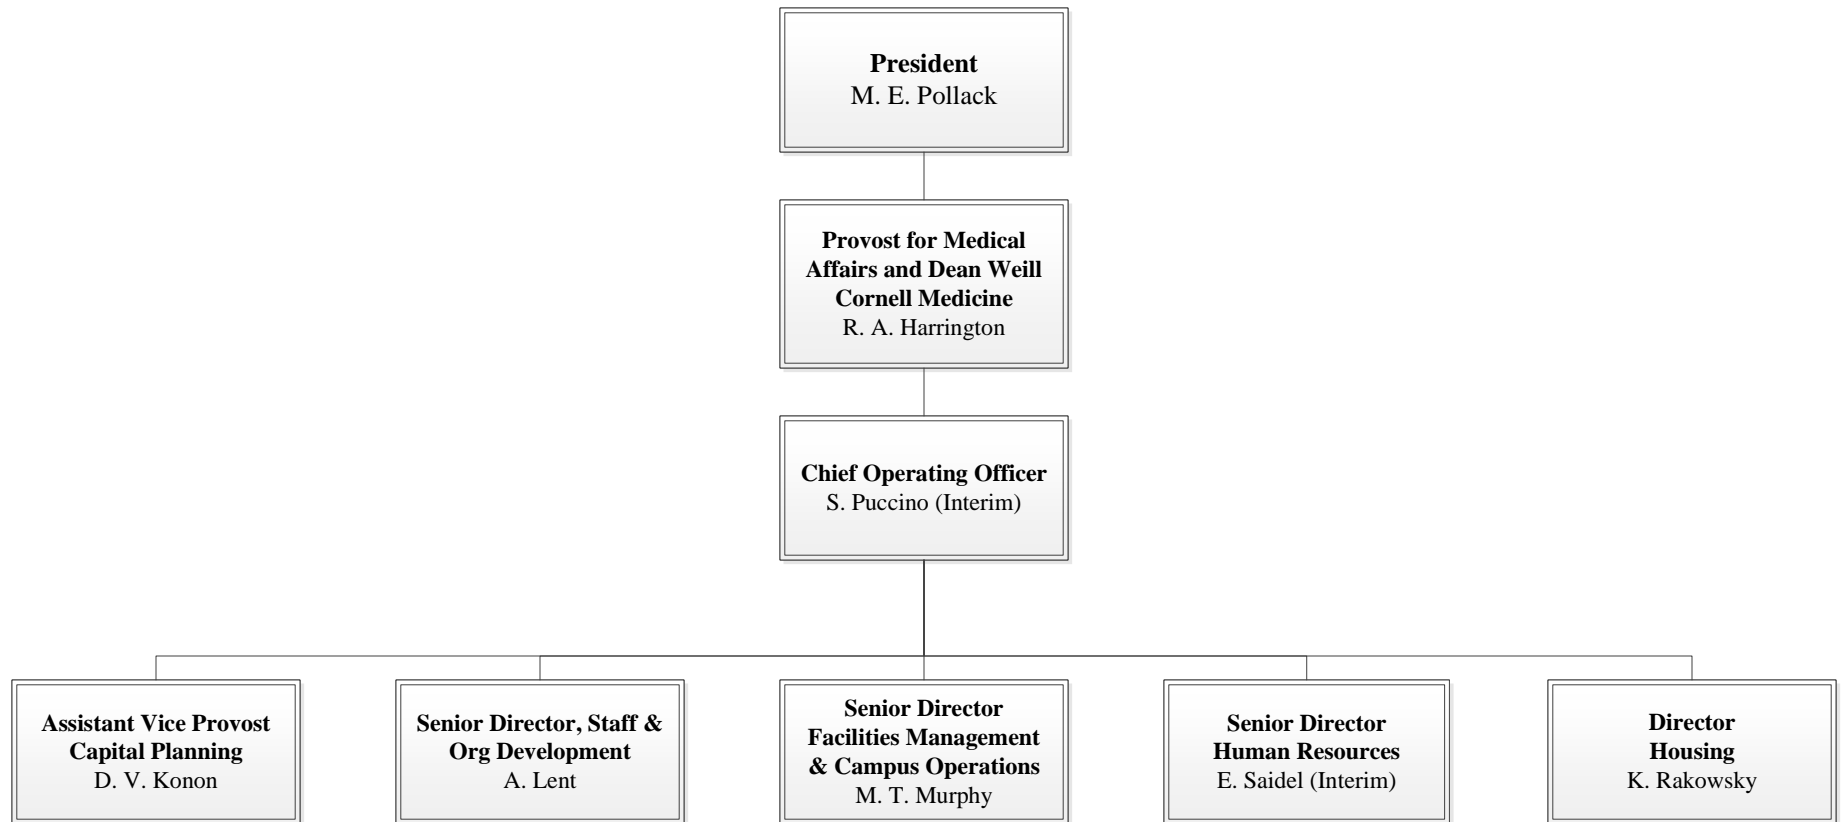 President
M. E. Pollack
Provost for Medical
Affairs and Dean Weill
Cornell Medicine
R. A. Harrington
Chief Operating Officer
S. Puccino (Interim)
Assistant Vice Provost
Capital Planning
D. V. Konon
Senior Director, Staff &
Org Development
A. Lent
Senior Director
Facilities Management
& Campus Operations
M. T. Murphy
Senior Director
Human Resources
E. Saidel (Interim)
Director
Housing
K. Rakowsky